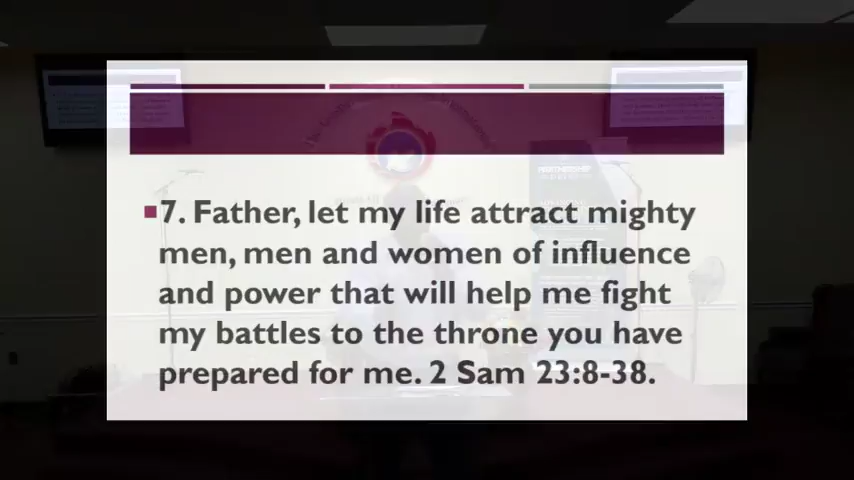 7. Father, let my life attract mighty
men, men and women of influence
and power that will help me fight
my battles to the throne you have
prepared for me. 2 Sam 23:8-38.